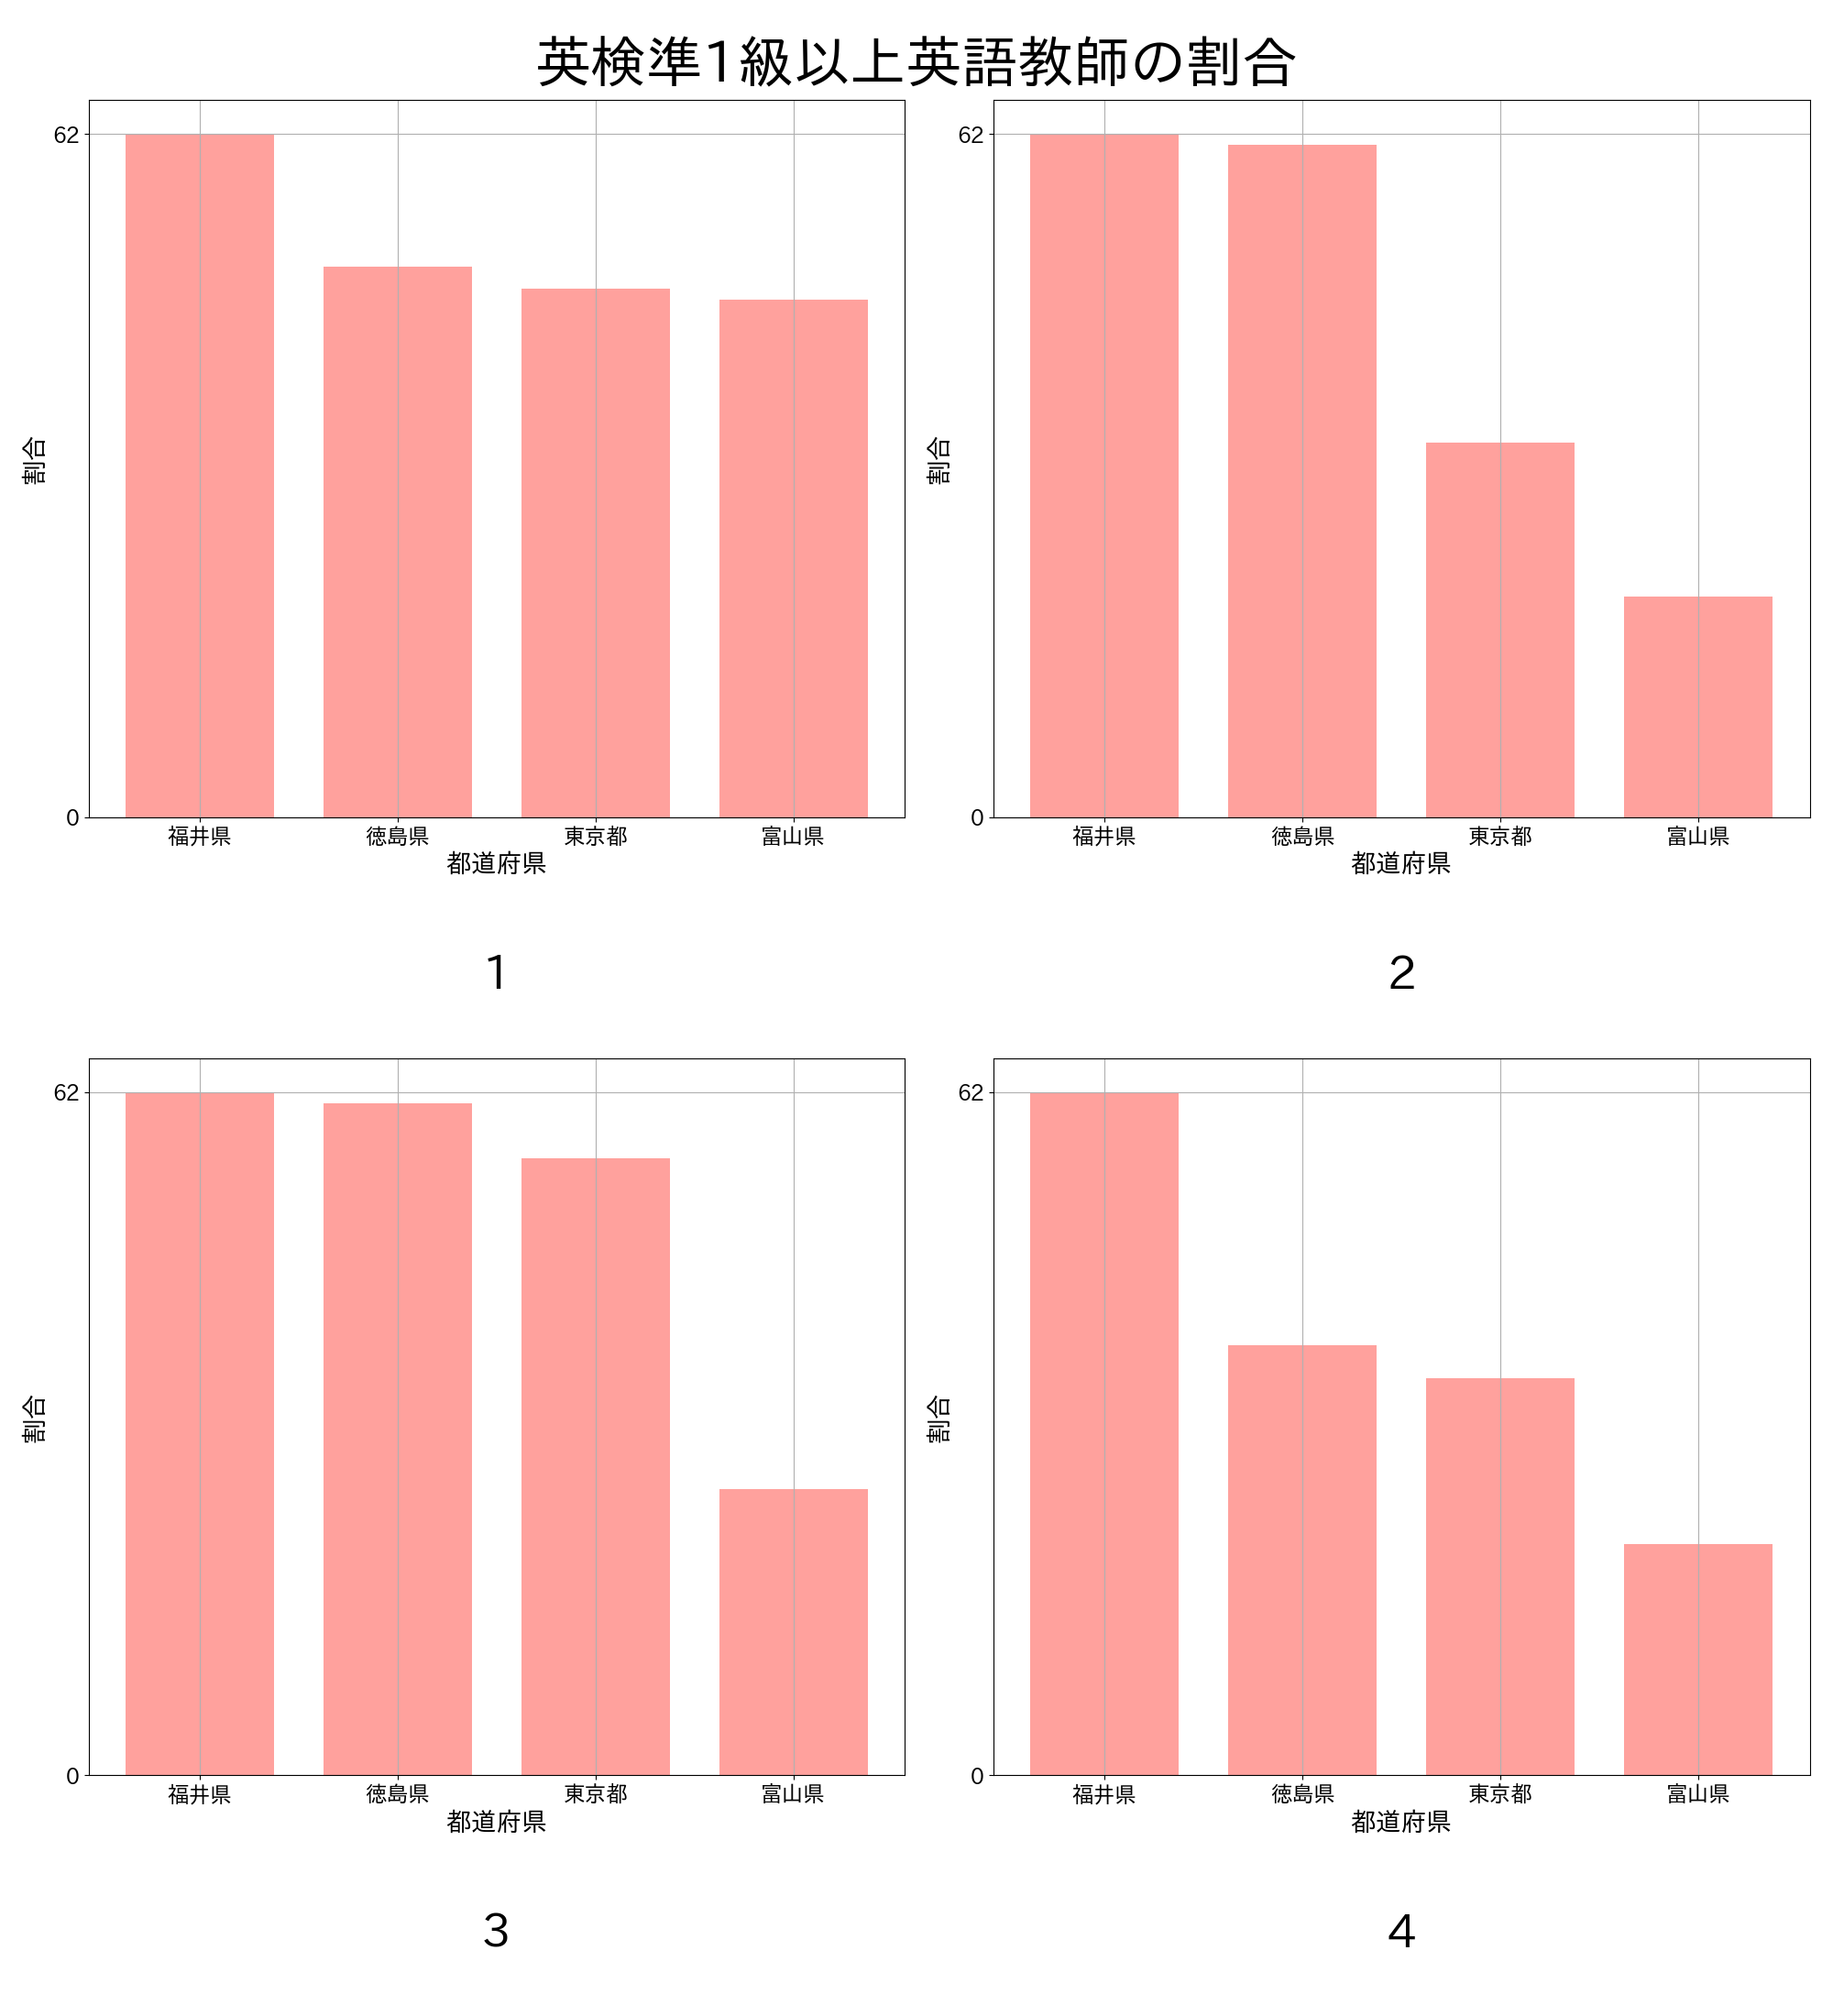 英検準1級以上英語教師の割合
62
割合
0
福井県 徳島県 東京都 富山県
都道府県
1
62
割合
0
福井県 徳島県 東京都 富山県
都道府県
2
62
割合
0
福井県 徳島県 東京都 富山県
都道府県
3
62
割合
0
福井県 徳島県 東京都 富山県
都道府県
4